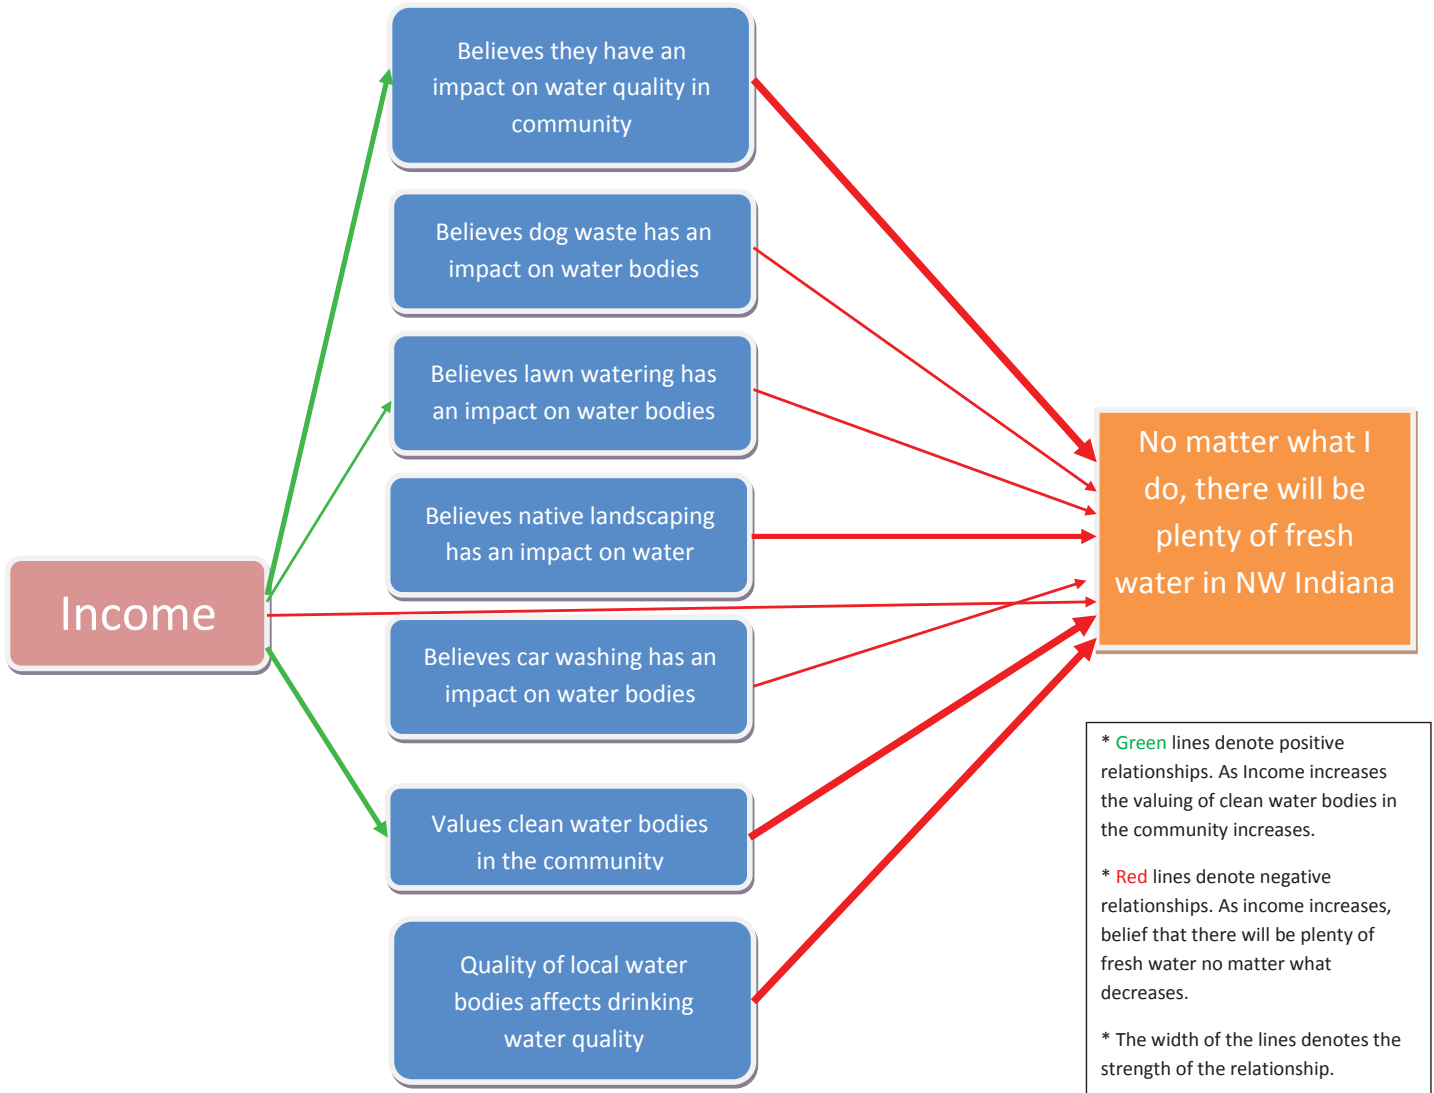 Believes they have an
impact on water quality in
community
Believes dog waste has an
impact on water bodies
Believes lawn watering has
an impact on water bodies
Believes native landscaping
has an impact on water
Income
Believes car washing has an
impact on water bodies
Values clean water bodies
in the community
Quality of local water
bodies affects drinking
water quality
No matter what I
do, there will be
plenty of fresh
water in NW Indiana
* Green lines denote positive
relationships. As Income increases
the valuing of clean water bodies in
the community increases.
* Red lines denote negative
relationships. As income increases,
belief that there will be plenty of
fresh water no matter what
decreases.
* The width of the lines denotes the
strength of the relationship.